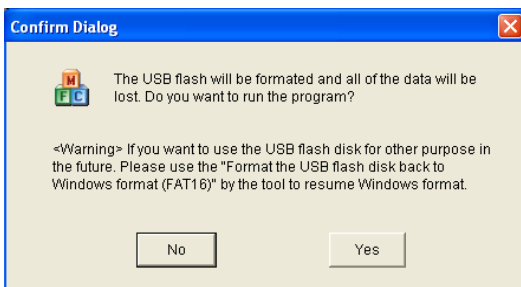 Confirm Dialog
M
F C
The USB flash will be formated and all of the data will be
lost. Do you want to run the program?
<Warning> If you want to use the USB flash disk for other purpose in
the future. Please use the "Format the USB flash disk back to
Windows format (FAT16)" by the tool to resume Windows format.
No
Yes